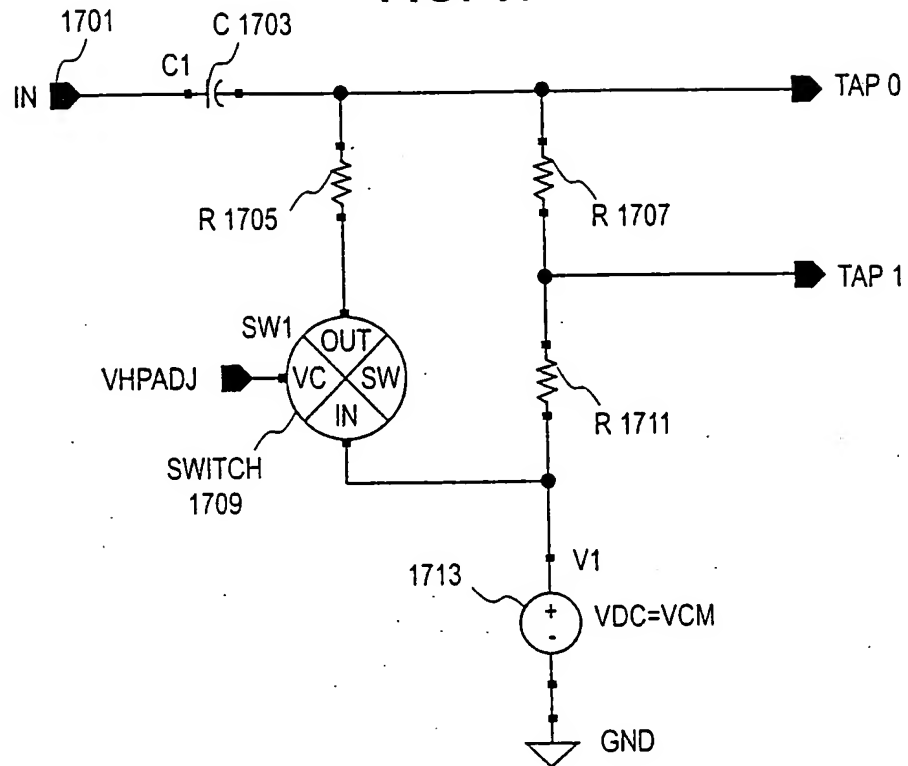 1701
C 1703
C1
IN
TAP 0
R 1705
R 1707
TAP 1
SW1
OUT
VC
SW
IN
VHPADJ
R 1711
SWITCH
1709
V1
1713
+
-
VDC=VCM
GND